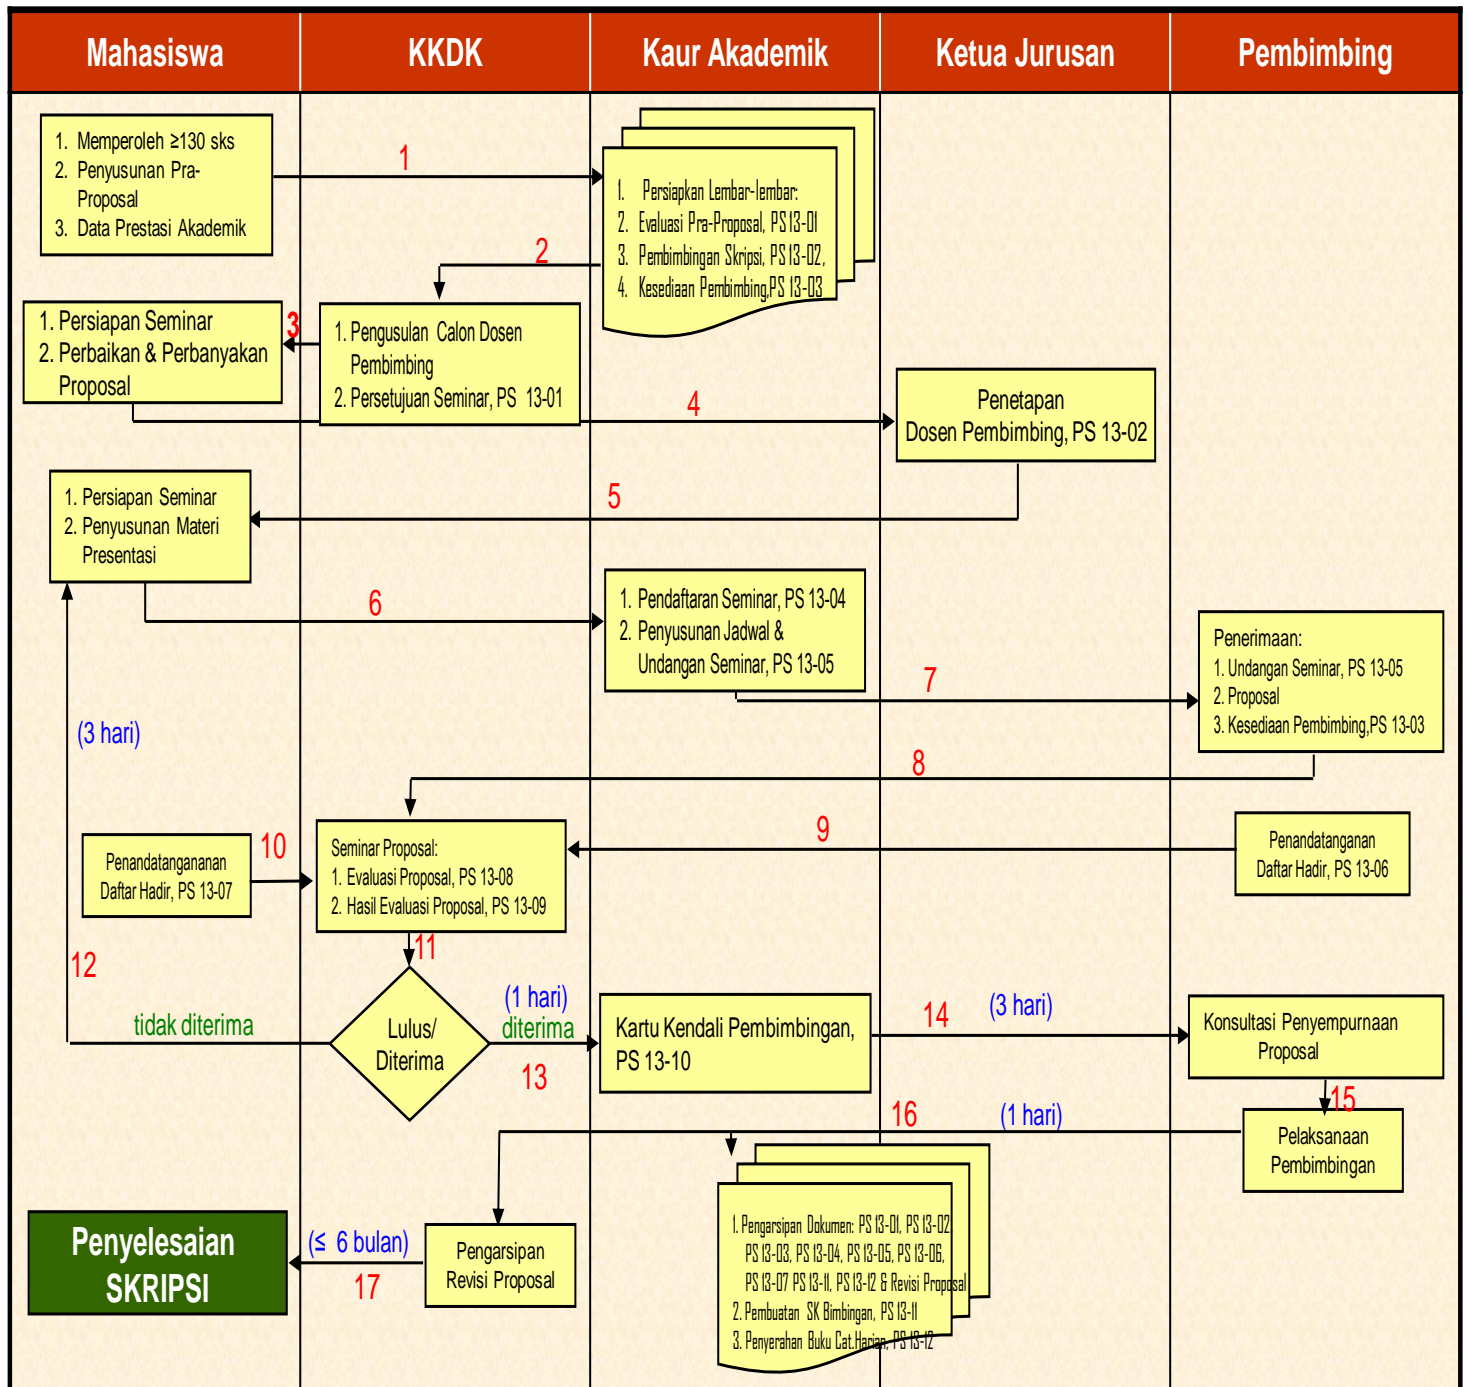 Mahasiswa
KKDK
Kaur Akademik
Ketua Jurusan
Pembimbing
1. Memperoleh ≥130 sks
2. Penyusunan Pra-
Proposal
3. Data Prestasi Akademik
1
1. Persiapkan Lembar-lembar:
2. Evaluasi Pra-Proposal, PS 13-01
3. Pembimbingan Skripsi, PS 13-02,
4. Kesediaan Pembimbing,PS 13-03
2
1. Persiapan Seminar
2. Perbaikan & Perbanyakan
Proposal
3
1. Pengusulan Calon Dosen
Pembimbing
2. Persetujuan Seminar, PS 13-01
4
Penetapan
Dosen Pembimbing, PS 13-02
5
1. Persiapan Seminar
2. Penyusunan Materi
Presentasi
6
1. Pendaftaran Seminar, PS 13-04
2. Penyusunan Jadwal &
Undangan Seminar, PS 13-05
7
Penerimaan:
1. Undangan Seminar, PS 13-05
2. Proposal
3. Kesediaan Pembimbing,PS 13-03
(3 hari)
8
Penandatangananan
Daftar Hadir, PS 13-07
10
Seminar Proposal:
1. Evaluasi Proposal, PS 13-08
2. Hasil Evaluasi Proposal, PS 13-09
9
Penandatanganan
Daftar Hadir, PS 13-06
11
12
tidak diterima
Lulus/
Diterima
(1 hari)
diterima
13
Kartu Kendali Pembimbingan,
PS 13-10
14
(3 hari)
Konsultasi Penyempurnaan
Proposal
15
16
(1 hari)
Pelaksanaan
Pembimbingan
Penyelesaian
SKRIPSI
(≤ 6 bulan)
17
Pengarsipan
Revisi Proposal
1. Pengarsipan Dokumen: PS 13-01, PS 13-02
PS 13-03, PS 13-04, PS 13-05, PS 13-06,
PS 13-07 PS 13-11, PS 13-12 & Revisi Proposal
2. Pembuatan SK Bimbingan, PS 13-11
3. Penyerahan Buku Cat.Harian, PS 13-12